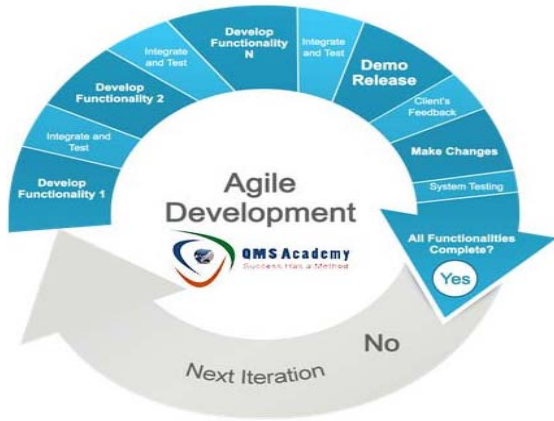 Develop
Functionality 1
Integrate and
Test
Develop
Functionality 2
Integrate
and Test
Develop
Functionality
N
Integrate
and Test
Demo
Release
Client's
Feedback
Make Changes
System Testing
All Functionalities
Complete?
Yes
No
Next Iteration
Agile
Development
QMS Academy
Success Has a Method